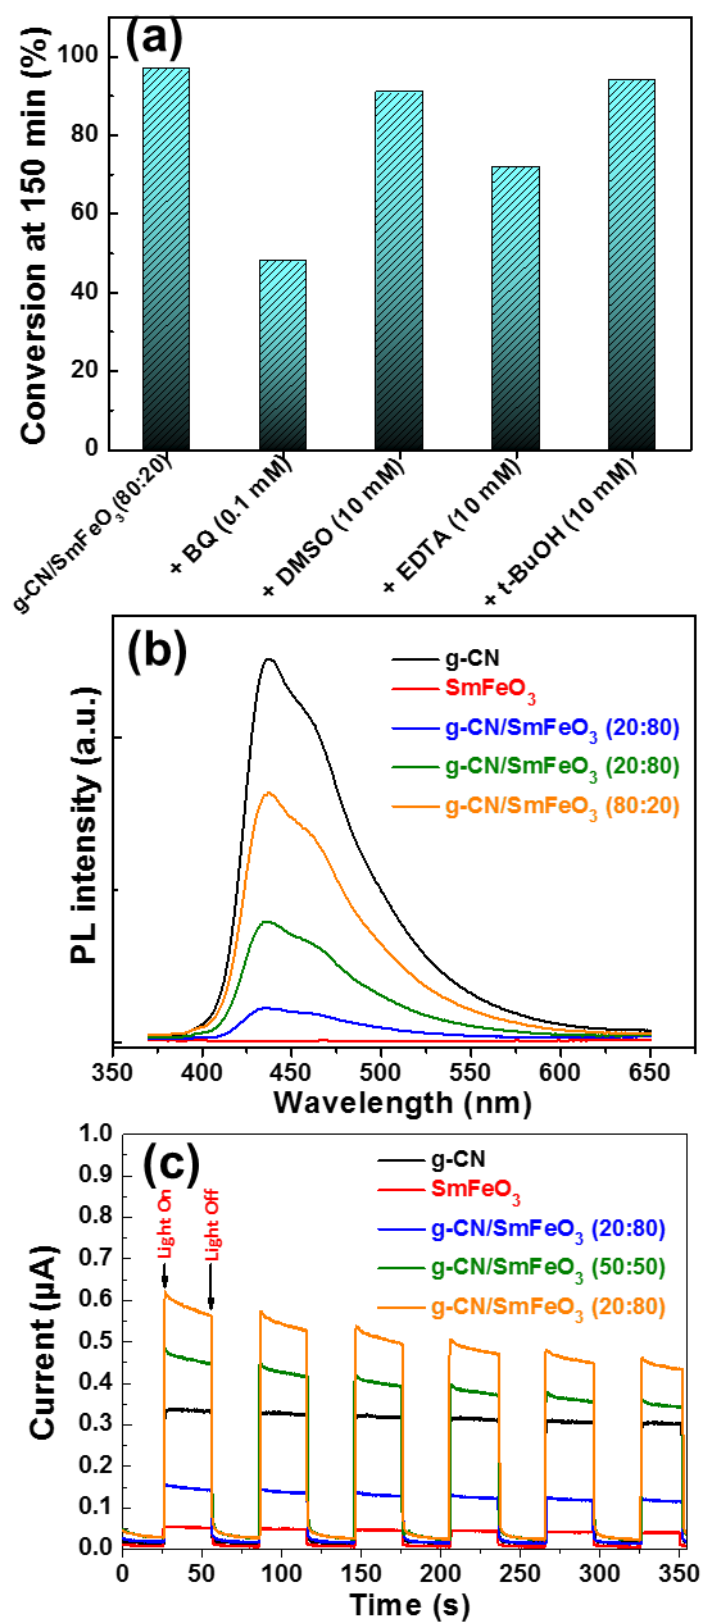 (a)
Conversion at 150 min (%)
100
80
60
40
20
0
g-CN/SmFeO₃(80:20)
+ BQ (0.1 mM)
+ DMSO (10 mM)
+ EDTA (10 mM)
+ t-BuOH (10 mM)
(b)
g-CN
SmFeO₃
g-CN/SmFeO₃ (20:80)
g-CN/SmFeO₃ (20:80)
g-CN/SmFeO₃ (80:20)
PL intensity (a.u.)
350 400 450 500 550 600 650
Wavelength (nm)
(c)
g-CN
SmFeO₃
g-CN/SmFeO₃ (20:80)
g-CN/SmFeO₃ (50:50)
g-CN/SmFeO₃ (20:80)
Light On
Light Off
Current (µA)
1.0
0.9
0.8
0.7
0.6
0.5
0.4
0.3
0.2
0.1
0.0
0 50 100 150 200 250 300 350
Time (s)